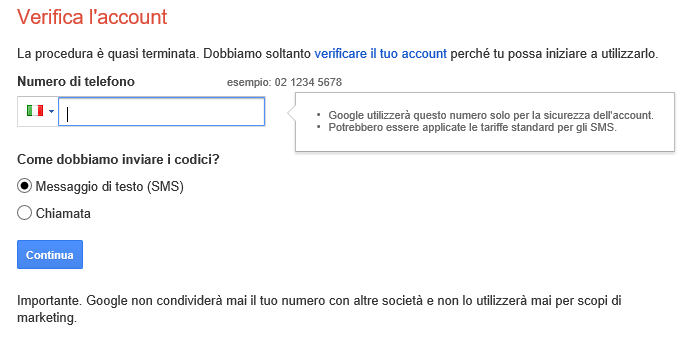 Verifica l'account
La procedura è quasi terminata. Dobbiamo soltanto verificare il tuo account perché tu possa iniziare a utilizzarlo.
Numero di telefono
esempio: 02 1234 5678
Google utilizzerà questo numero solo per la sicurezza dell'account.
Potrebbero essere applicate le tariffe standard per gli SMS.
Come dobbiamo inviare i codici?
Messaggio di testo (SMS)
Chiamata
Continua
Importante. Google non condividerà mai il tuo numero con altre società e non lo utilizzerà mai per scopi di
marketing.